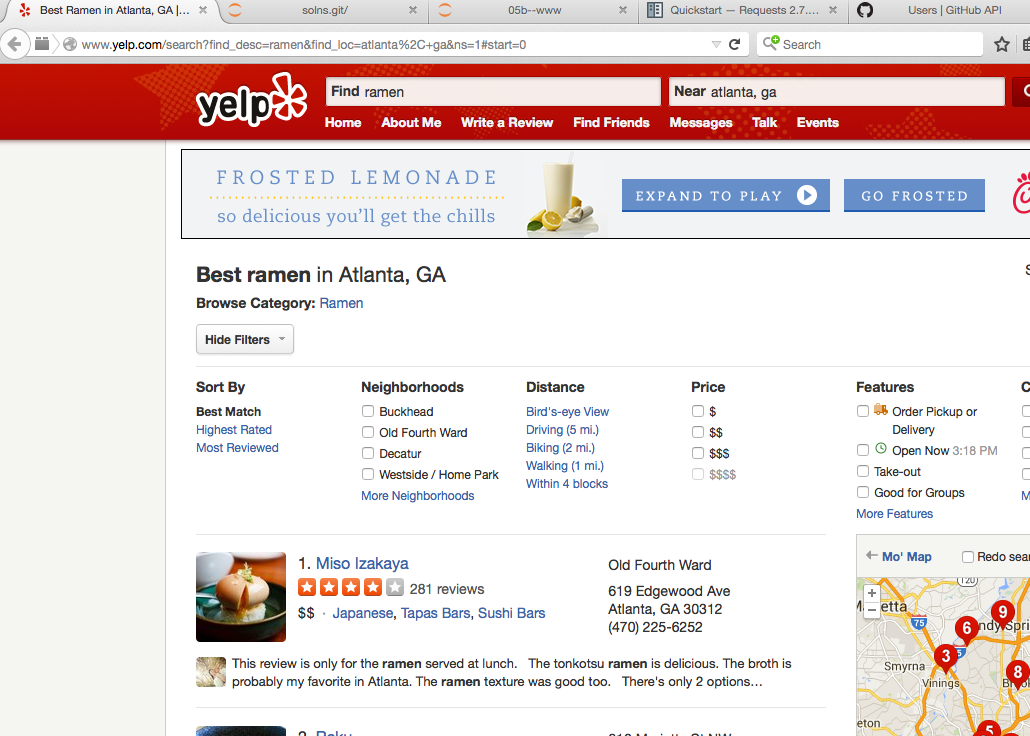 Best Ramen in Atlanta, GA |...
solns.git/
05b--www
Quickstart — Requests 2.7....
Users | GitHub API
www.yelp.com/search?find_desc=ramen&find_loc=atlanta%2C+ga&ns=1#start=0
Search
yelp
Find ramen
Near atlanta, ga
Home About Me Write a Review Find Friends Messages Talk Events
FROSTED LEMONADE
so delicious you'll get the chills
EXPAND TO PLAY
GO FROSTED
Best ramen in Atlanta, GA
Browse Category: Ramen
Hide Filters
Sort By
Best Match
Highest Rated
Most Reviewed
Neighborhoods
Buckhead
Old Fourth Ward
Decatur
Westside / Home Park
More Neighborhoods
Distance
Bird's-eye View
Driving (5 mi.)
Biking (2 mi.)
Walking (1 mi.)
Within 4 blocks
Price
$
$$
$$$
$$$$
Features
Order Pickup or
Delivery
Open Now 3:18 PM
Take-out
Good for Groups
More Features
1. Miso Izakaya
281 reviews
$$ · Japanese, Tapas Bars, Sushi Bars
Old Fourth Ward
619 Edgewood Ave
Atlanta, GA 30312
(470) 225-6252
This review is only for the ramen served at lunch. The tonkotsu ramen is delicious. The broth is
probably my favorite in Atlanta. The ramen texture was good too. There's only 2 options...
Mo' Map
Redo sear
+
−
120
75
9
6
3
8
5
Smyrna
Vinings